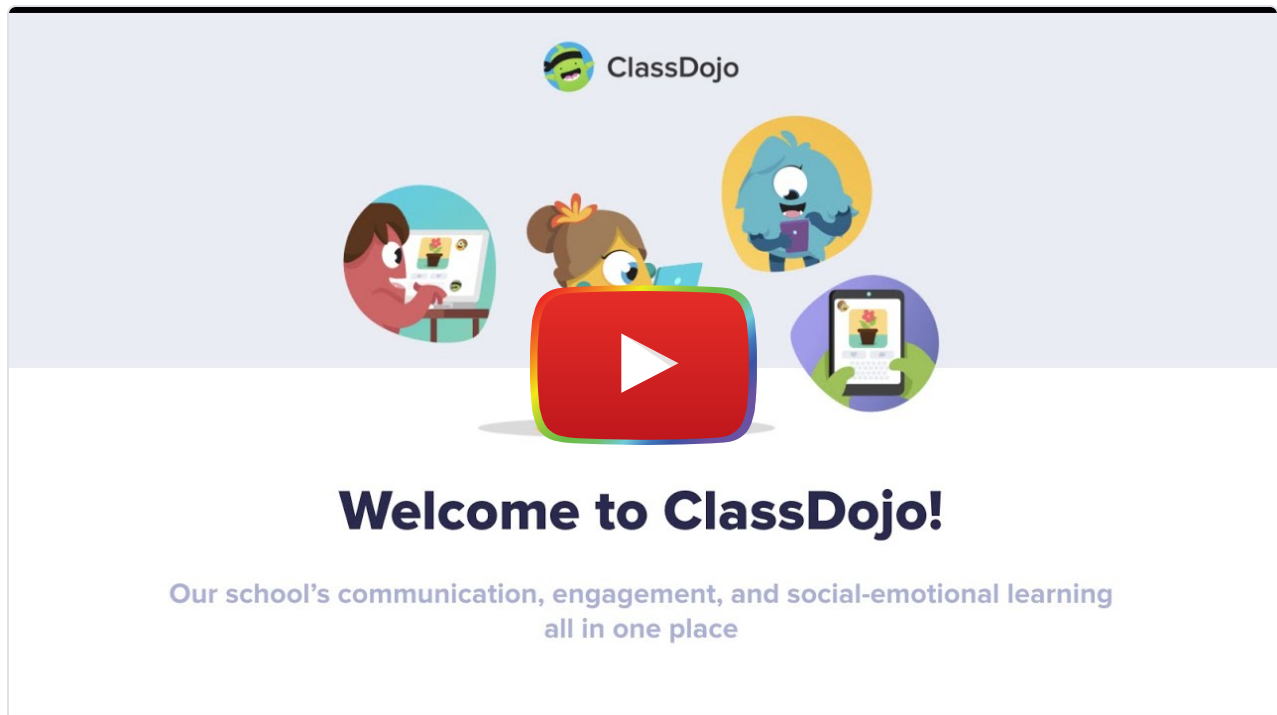 ClassDojo
Welcome to ClassDojo!
Our school’s communication, engagement, and social-emotional learning
all in one place